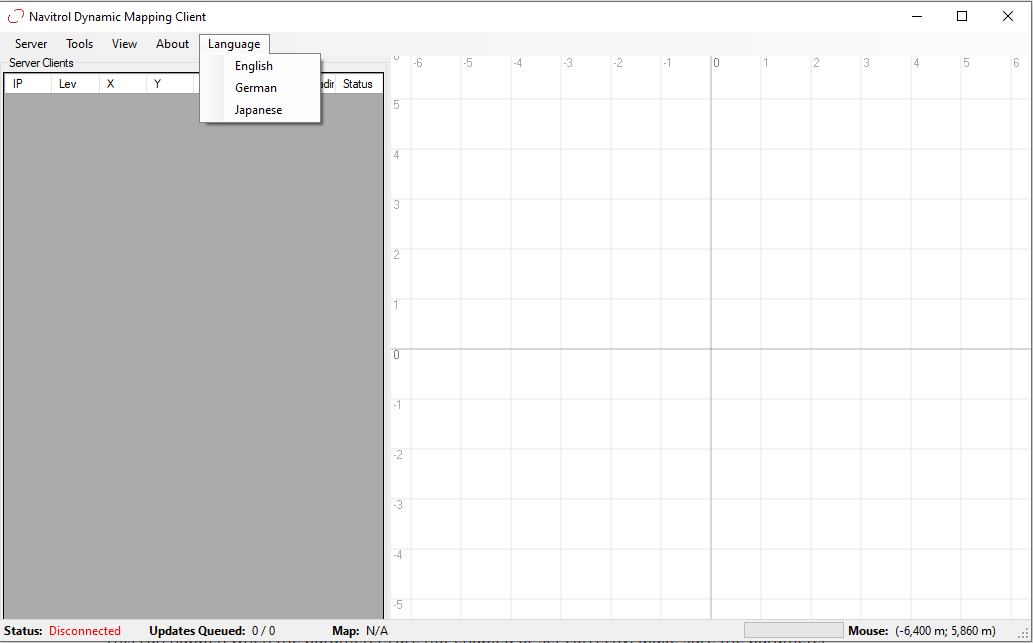 Navitrol Dynamic Mapping Client
Server Tools View About Language
English
German
Japanese
Server Clients
IP Lev X Y Status
-6 -5 -4 -3 -2 -1 0 1 2 3 4 5 6
5
4
3
2
1
0
-1
-2
-3
-4
-5
Status: Disconnected Updates Queued: 0 / 0 Map: N/A Mouse: (-6,400 m; 5,860 m)